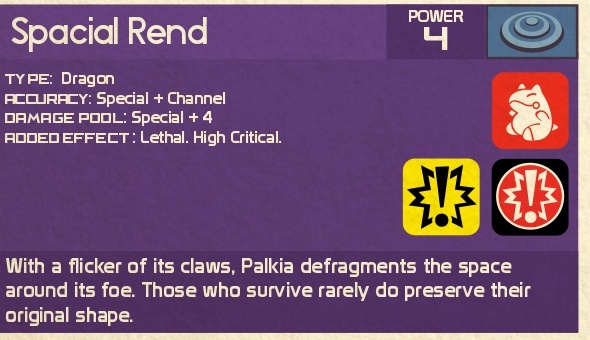 Spacial Rend
POWER
4
TYPE: Dragon
ACCURACY: Special + Channel
DAMAGE POOL: Special + 4
ADDED EFFECT: Lethal. High Critical.
With a flicker of its claws, Palkia defragments the space
around its foe. Those who survive rarely do preserve their
original shape.